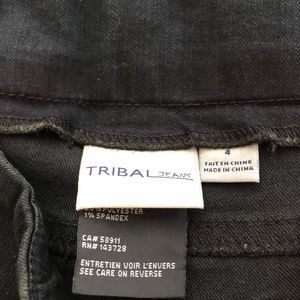 TRIBAL JEANS
4
FAIT EN CHINE
MADE IN CHINA
% POLYESTER
1% SPANDEX
CA# 58911
RN# 143728
ENTRETIEN VOIR L'ENVERS
SEE CARE ON REVERSE